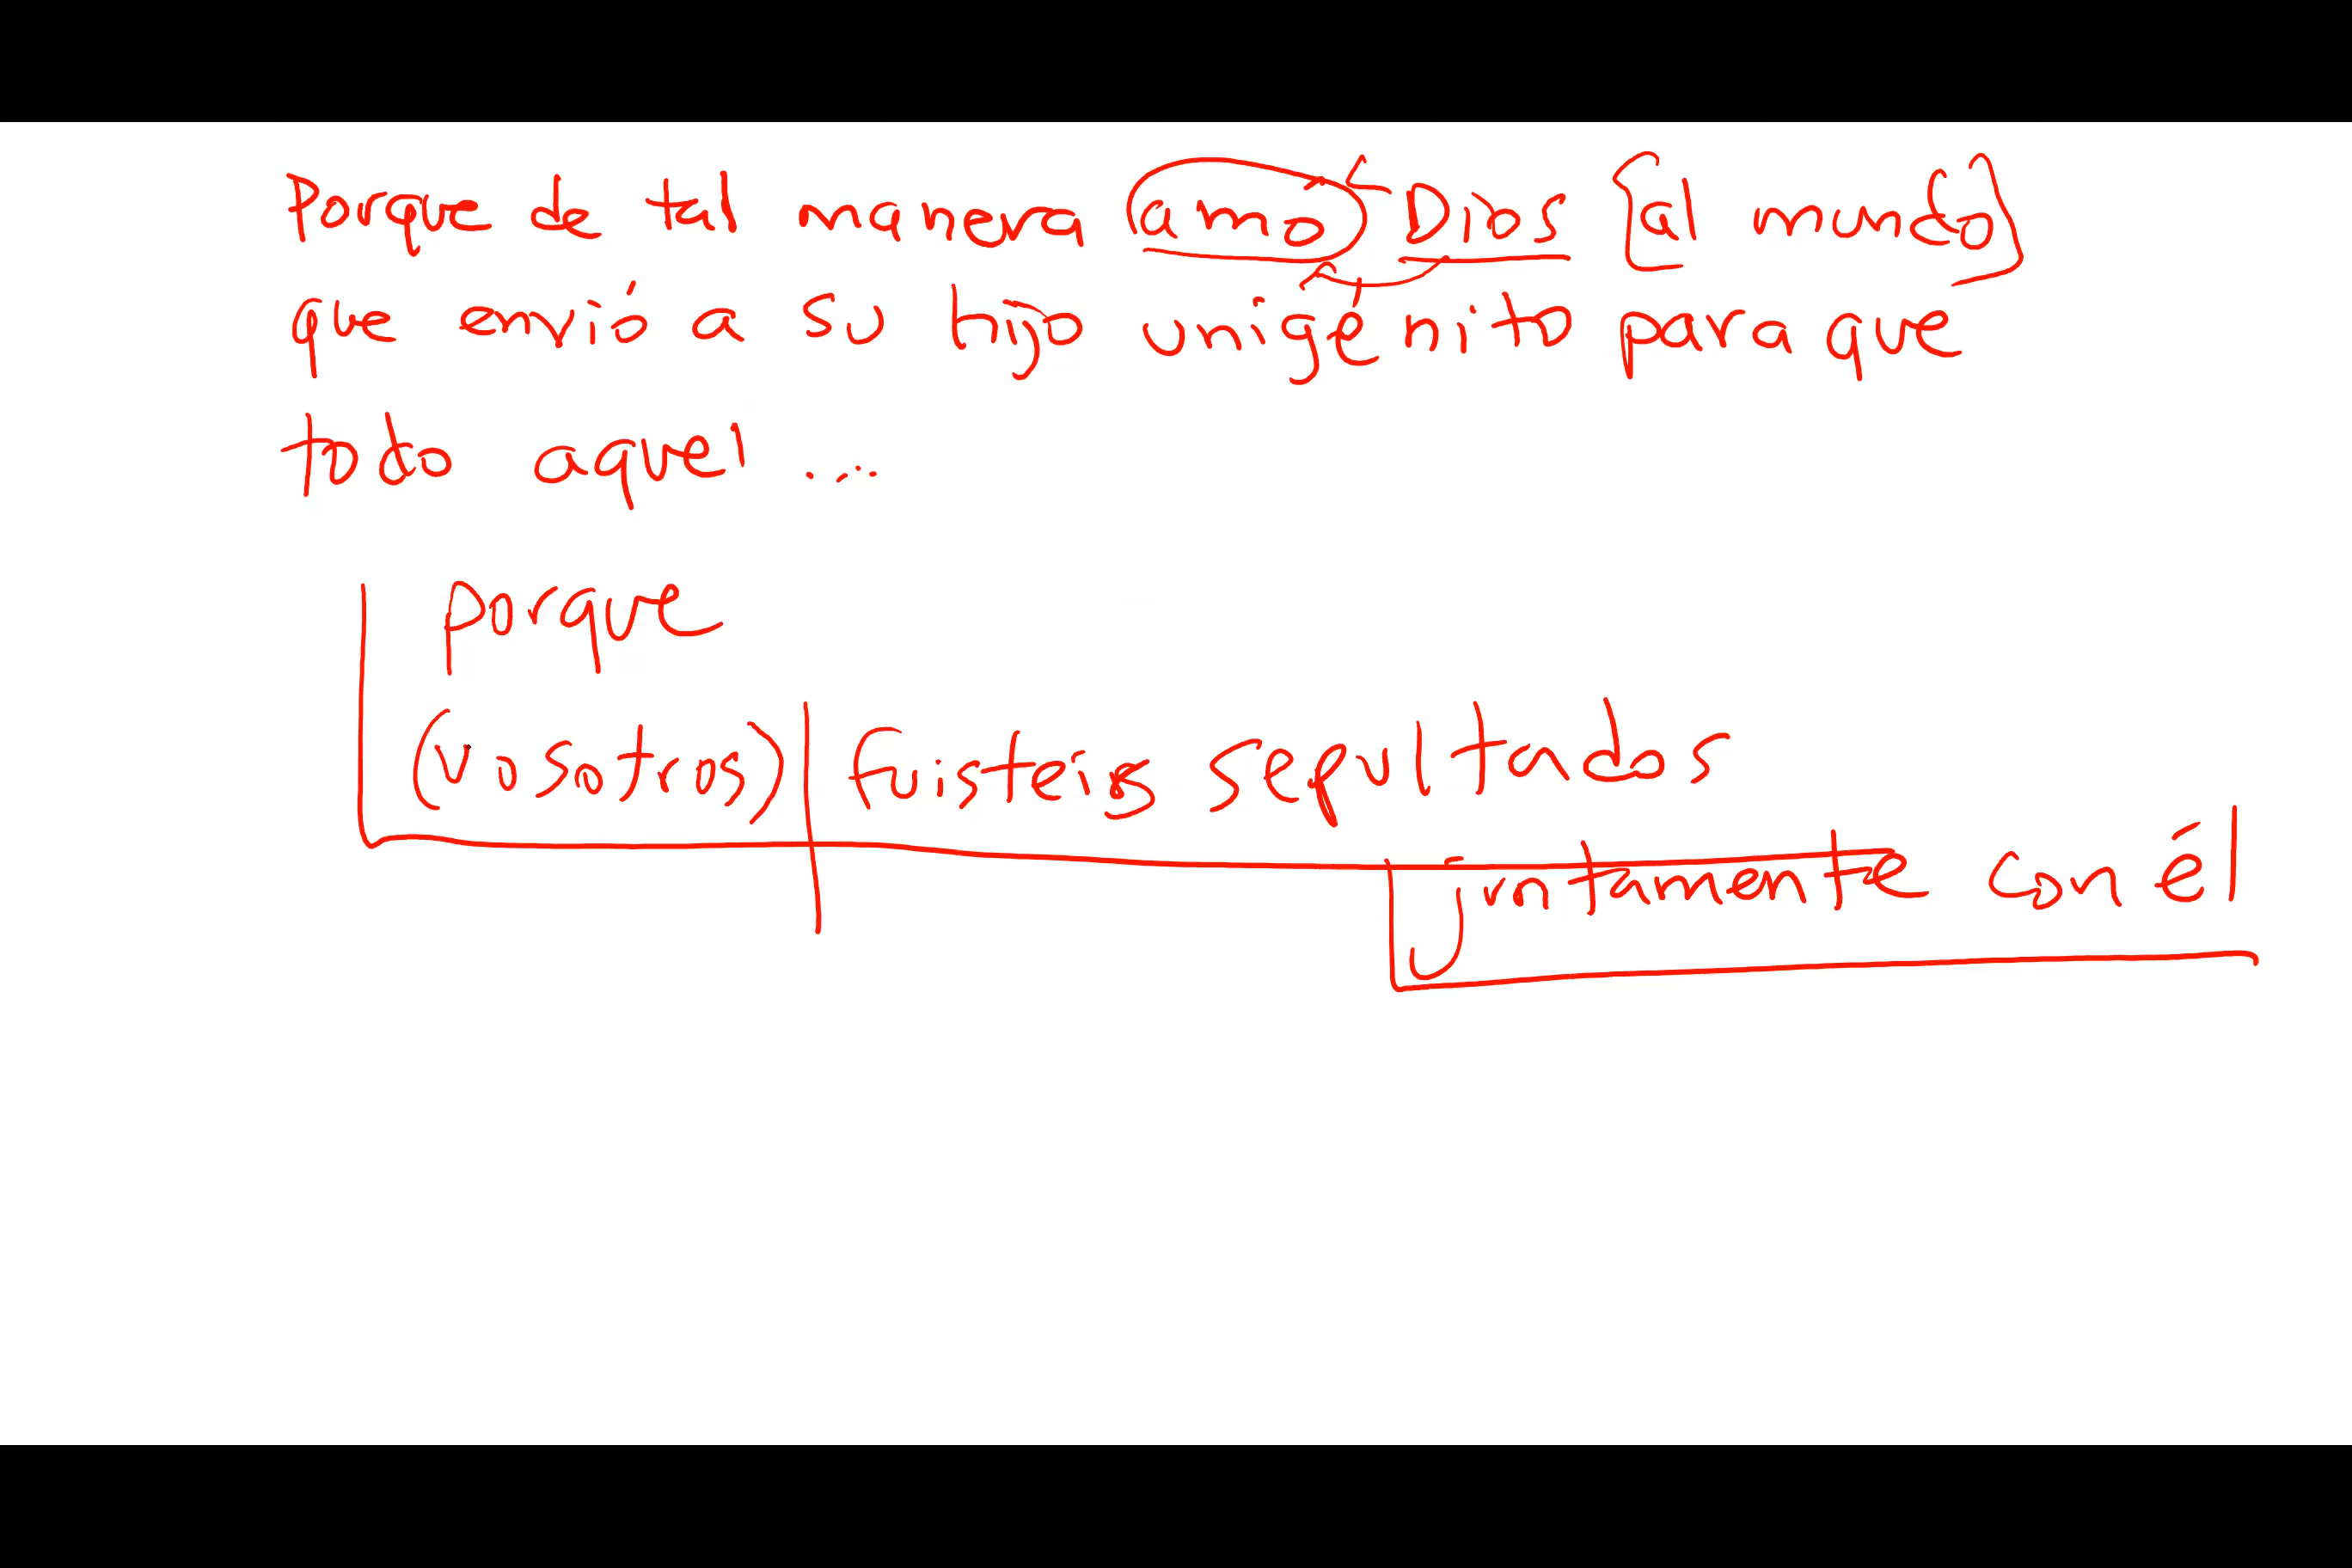 Porque de tal manera amó Dios [al mundo]
que envió a su hijo unigénito para que
todo aquel ....
porque
(vosotros) fuisteis sepultados
juntamente con él